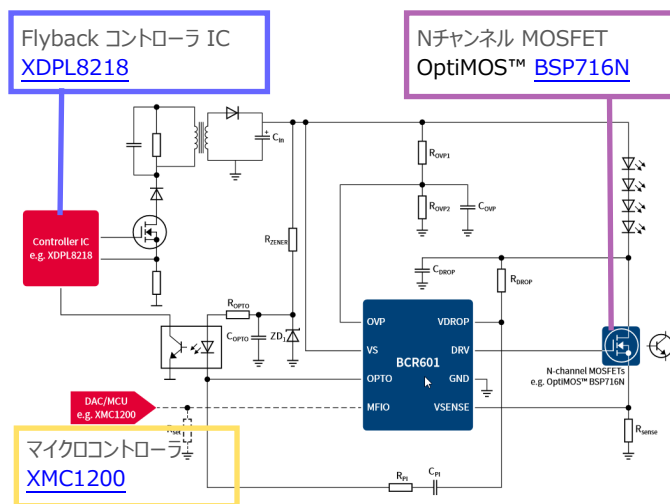 Flyback コントローラ IC
XDPL8218
Nチャンネル MOSFET
OptiMOS™ BSP716N
+
Cin
ROVP1
ROVP2
COVP
RZENER
Controller IC
e.g. XDPL8218
CDROP
RDROP
ROPTO
COPTO
ZD1
OVP
VDROP
VS
DRV
BCR601
OPTO
GND
MFIO
VSENSE
N-channel MOSFETs
e.g. OptiMOS™ BSP716N
DAC/MCU
e.g. XMC1200
Rset
Rsense
マイクロコントローラ
XMC1200
RPI
CPI